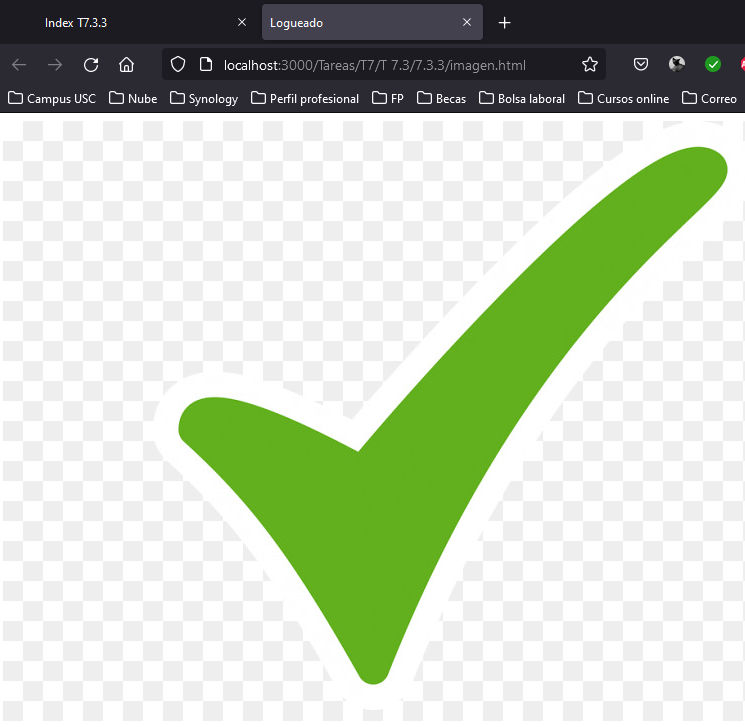 Index T7.3.3
Logueado
localhost:3000/Tareas/T7/T 7.3/7.3.3/imagen.html
Campus USC Nube Synology Perfil profesional FP Becas Bolsa laboral Cursos online Correo